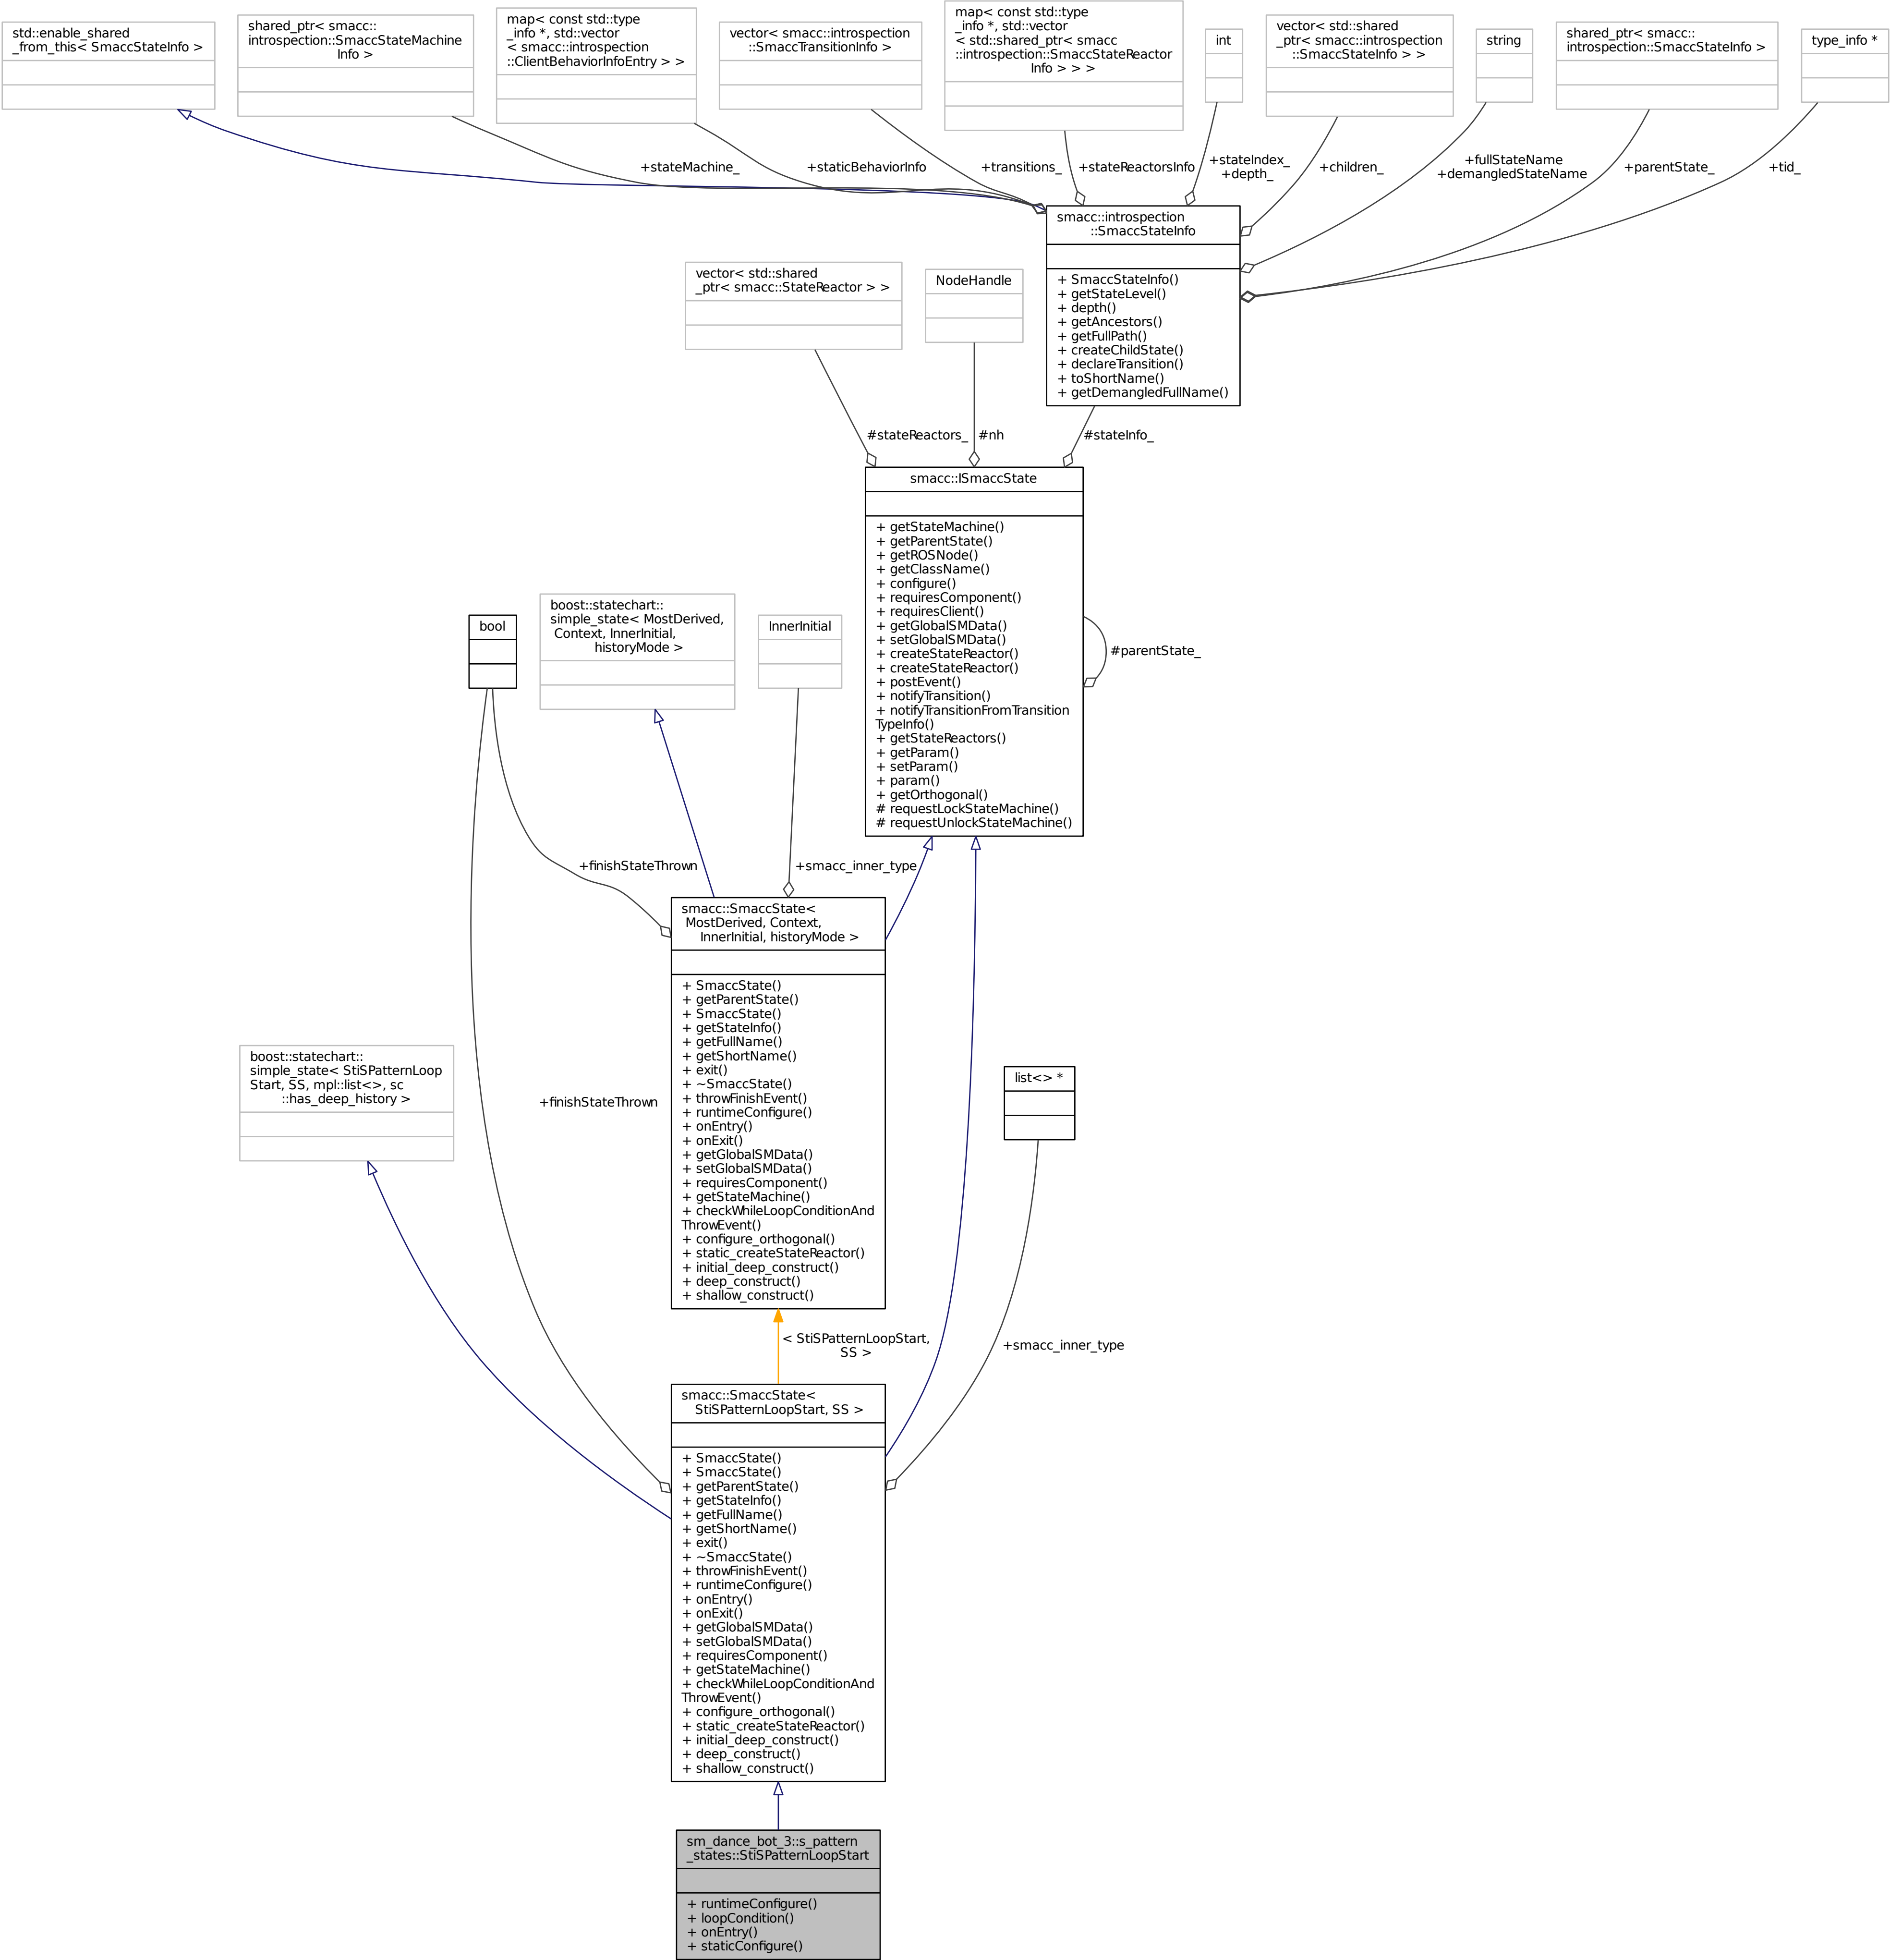 std::enable_shared
_from_this< SmaccStateInfo >
shared_ptr< smacc::
introspection::SmaccStateMachine
Info >
map< const std::type
_info *, std::vector
< smacc::introspection
::ClientBehaviorInfoEntry > >
vector< smacc::introspection
::SmaccTransitionInfo >
map< const std::type
_info *, std::vector
< std::shared_ptr< smacc
::introspection::SmaccStateReactor
Info > > >
int
vector< std::shared
_ptr< smacc::introspection
::SmaccStateInfo > >
string
shared_ptr< smacc::
introspection::SmaccStateInfo >
type_info *
+stateMachine_
+staticBehaviorInfo
+transitions_
+stateReactorsInfo
+stateIndex_
+depth_
+children_
+fullStateName
+demangledStateName
+parentState_
+tid_
smacc::introspection
::SmaccStateInfo
+ SmaccStateInfo()
+ getStateLevel()
+ depth()
+ getAncestors()
+ getFullPath()
+ createChildState()
+ declareTransition()
+ toShortName()
+ getDemangledFullName()
vector< std::shared
_ptr< smacc::StateReactor > >
NodeHandle
#stateReactors_
#nh
#stateInfo_
smacc::ISmaccState
+ getStateMachine()
+ getParentState()
+ getROSNode()
+ getClassName()
+ configure()
+ requiresComponent()
+ requiresClient()
+ getGlobalSMData()
+ setGlobalSMData()
+ createStateReactor()
+ createStateReactor()
+ postEvent()
+ notifyTransition()
+ notifyTransitionFromTransition
TypeInfo()
+ getStateReactors()
+ getParam()
+ setParam()
+ param()
+ getOrthogonal()
# requestLockStateMachine()
# requestUnlockStateMachine()
#parentState_
bool
boost::statechart::
simple_state< MostDerived,
Context, InnerInitial,
historyMode >
InnerInitial
+finishStateThrown
+smacc_inner_type
smacc::SmaccState<
MostDerived, Context,
InnerInitial, historyMode >
+ SmaccState()
+ getParentState()
+ SmaccState()
+ getStateInfo()
+ getFullName()
+ getShortName()
+ exit()
+ ~SmaccState()
+ throwFinishEvent()
+ runtimeConfigure()
+ onEntry()
+ onExit()
+ getGlobalSMData()
+ setGlobalSMData()
+ requiresComponent()
+ getStateMachine()
+ checkWhileLoopConditionAnd
ThrowEvent()
+ configure_orthogonal()
+ static_createStateReactor()
+ initial_deep_construct()
+ deep_construct()
+ shallow_construct()
boost::statechart::
simple_state< StiSPatternLoop
Start, SS, mpl::list<>, sc
::has_deep_history >
+finishStateThrown
list<> *
< StiSPatternLoopStart,
SS >
+smacc_inner_type
smacc::SmaccState<
StiSPatternLoopStart, SS >
+ SmaccState()
+ SmaccState()
+ getParentState()
+ getStateInfo()
+ getFullName()
+ getShortName()
+ exit()
+ ~SmaccState()
+ throwFinishEvent()
+ runtimeConfigure()
+ onEntry()
+ onExit()
+ getGlobalSMData()
+ setGlobalSMData()
+ requiresComponent()
+ getStateMachine()
+ checkWhileLoopConditionAnd
ThrowEvent()
+ configure_orthogonal()
+ static_createStateReactor()
+ initial_deep_construct()
+ deep_construct()
+ shallow_construct()
sm_dance_bot_3::s_pattern
_states::StiSPatternLoopStart
+ runtimeConfigure()
+ loopCondition()
+ onEntry()
+ staticConfigure()